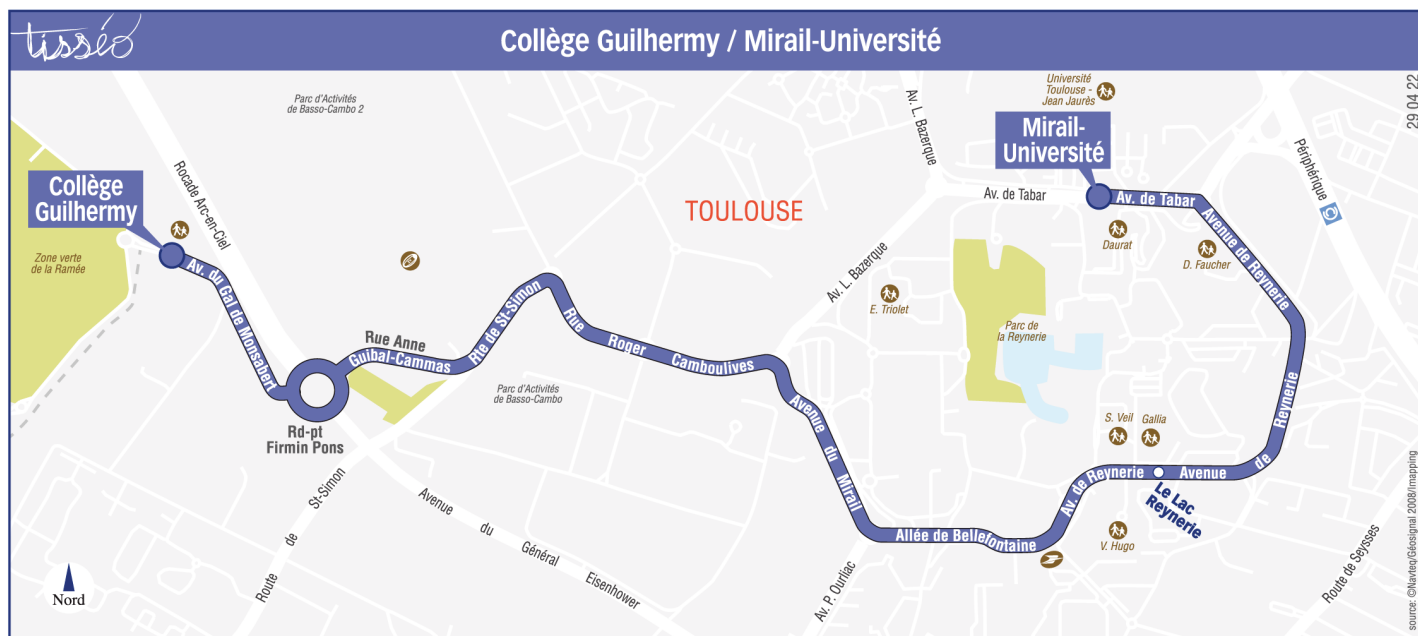 tisséo
Collège Guilhermy / Mirail-Université
29 04 22
Parc d'Activités
de Basso-Cambo 2
Université
Toulouse -
Jean Jaurès
Av. L. Bazerque
Mirail-
Université
Périphérique
Rocade Arc-en-Ciel
Collège
Guilhermy
Av. de Tabar
Av. de Tabar
TOULOUSE
Avenue de Reynerie
Daurat
D. Faucher
Zone verte
de la Ramée
Av. du Gal de Monsabert
Av. L. Bazerque
E. Triolet
Rte de St-Simon
Rue
Roger
Camboulives
Parc de
la Reynerie
Rue Anne
Guibal-Cammas
Parc d'Activités
de Basso-Cambo
Avenue
du
Mirail
Reynerie
S. Veil
Gallia
Rd-pt
Firmin Pons
Av. de Reynerie
Avenue
de
Le Lac
Reynerie
Route
de
St-Simon
Avenue
du
Général
Eisenhower
Allée de Bellefontaine
V. Hugo
Av. P. Ourliac
Route de Seysses
Nord
source: ©Navteq/Géosignal 2008/Imapping